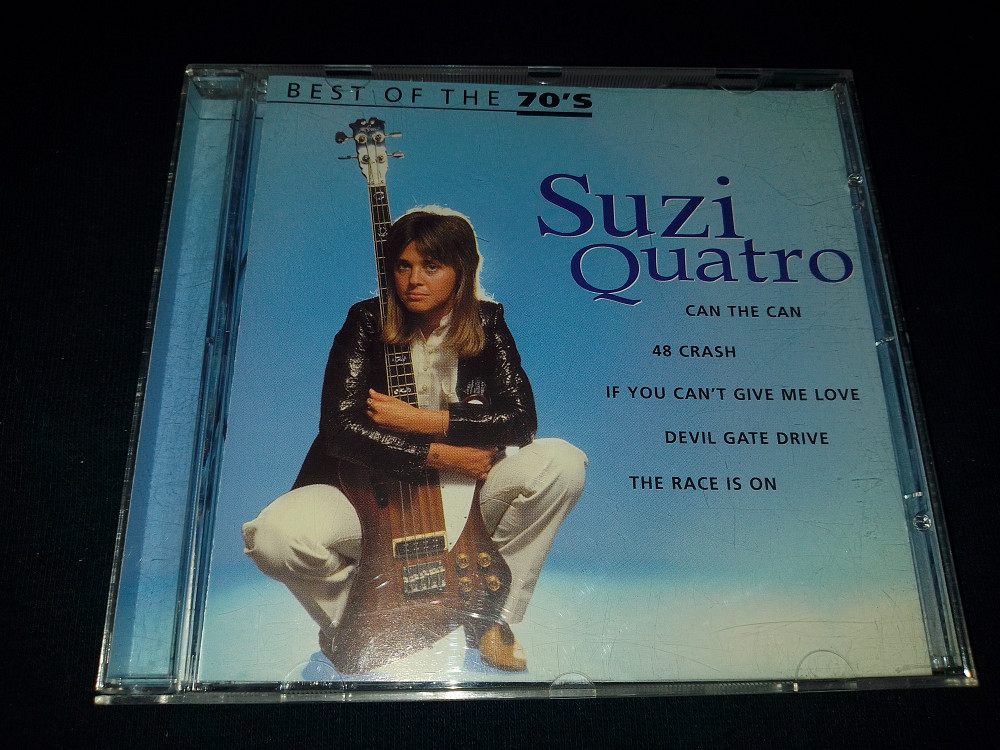 BEST OF THE 70'S
Suzi
Quatro
CAN THE CAN
48 CRASH
IF YOU CAN'T GIVE ME LOVE
DEVIL GATE DRIVE
THE RACE IS ON